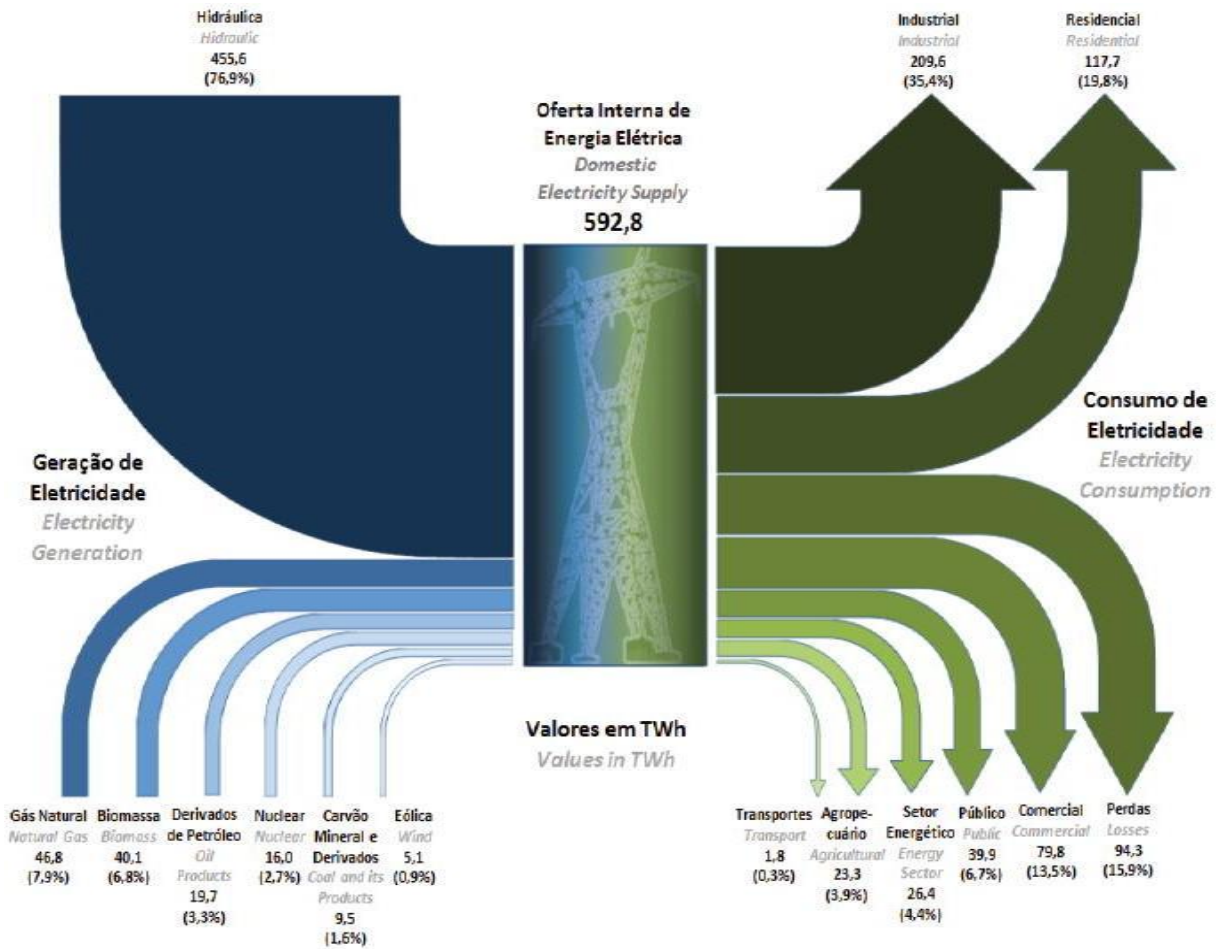 Hidráulica
Hidraulic
455,6
(76,9%)
Industrial
Industrial
209,6
(35,4%)
Residencial
Residential
117,7
(19,8%)
Oferta Interna de
Energia Elétrica
Domestic
Electricity Supply
592,8
Geração de
Eletricidade
Electricity
Generation
Consumo de
Eletricidade
Electricity
Consumption
Valores em TWh
Values in TWh
Gás Natural
Natural Gas
46,8
(7,9%)
Biomassa
Biomass
40,1
(6,8%)
Derivados
de Petróleo
Oil
Products
19,7
(3,3%)
Nuclear
Nuclear
16,0
(2,7%)
Carvão
Mineral e
Derivados
Coal and its
Products
9,5
(1,6%)
Eólica
Wind
5,1
(0,9%)
Transportes
Transport
1,8
(0,3%)
Agrope-
cuário
Agricultural
23,3
(3,9%)
Setor
Energético
Energy
Sector
26,4
(4,4%)
Público
Public
39,9
(6,7%)
Comercial
Commercial
79,8
(13,5%)
Perdas
Losses
94,3
(15,9%)